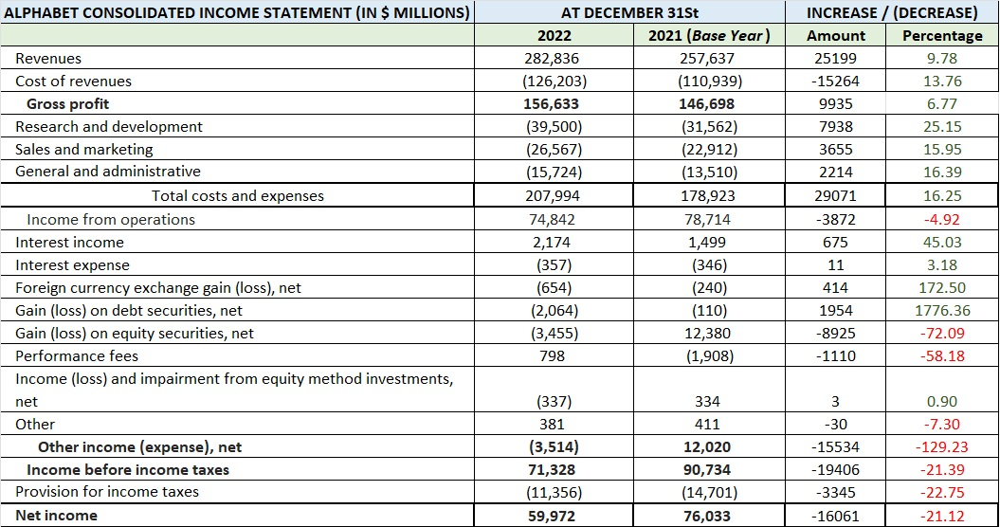 ALPHABET CONSOLIDATED INCOME STATEMENT (IN $ MILLIONS) AT DECEMBER 31St INCREASE / (DECREASE)
2022 2021 (Base Year) Amount Percentage
Revenues 282,836 257,637 25199 9.78
Cost of revenues (126,203) (110,939) -15264 13.76
Gross profit 156,633 146,698 9935 6.77
Research and development (39,500) (31,562) 7938 25.15
Sales and marketing (26,567) (22,912) 3655 15.95
General and administrative (15,724) (13,510) 2214 16.39
Total costs and expenses 207,994 178,923 29071 16.25
Income from operations 74,842 78,714 -3872 -4.92
Interest income 2,174 1,499 675 45.03
Interest expense (357) (346) 11 3.18
Foreign currency exchange gain (loss), net (654) (240) 414 172.50
Gain (loss) on debt securities, net (2,064) (110) 1954 1776.36
Gain (loss) on equity securities, net (3,455) 12,380 -8925 -72.09
Performance fees 798 (1,908) -1110 -58.18
Income (loss) and impairment from equity method investments,
net (337) 334 3 0.90
Other 381 411 -30 -7.30
Other income (expense), net (3,514) 12,020 -15534 -129.23
Income before income taxes 71,328 90,734 -19406 -21.39
Provision for income taxes (11,356) (14,701) -3345 -22.75
Net income 59,972 76,033 -16061 -21.12